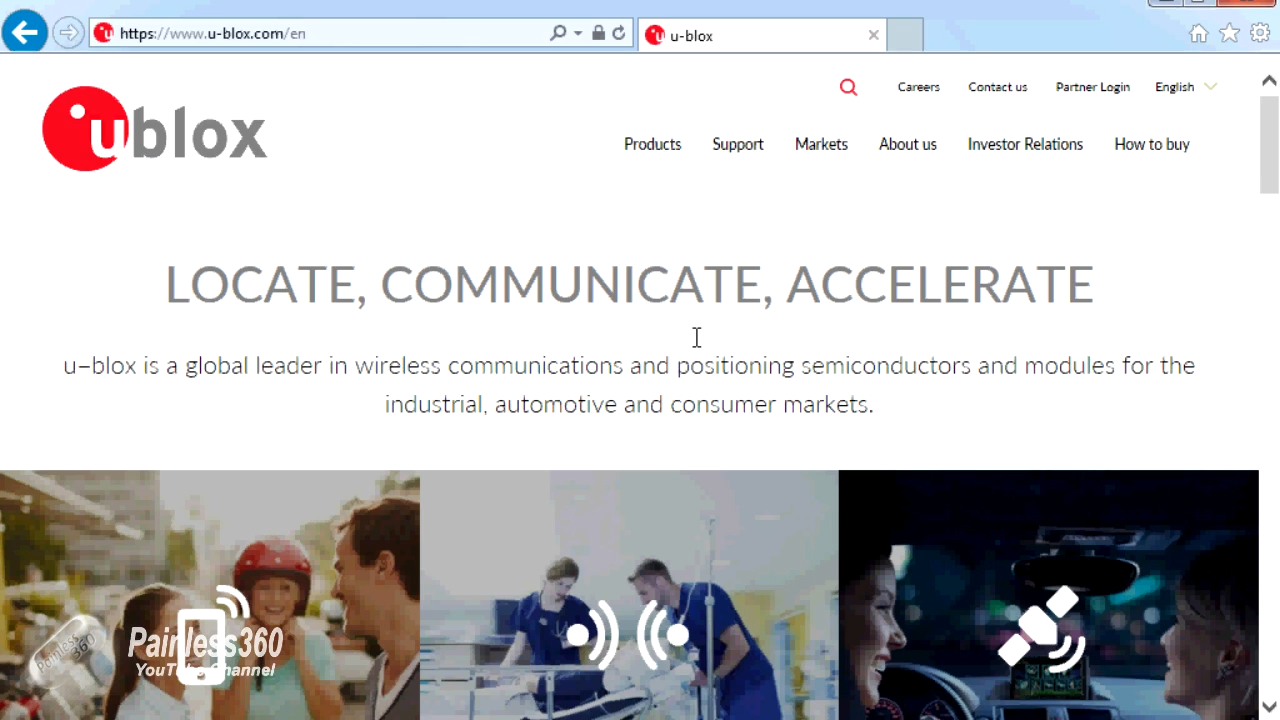 https://www.u-blox.com/en
u-blox
Careers Contact us Partner Login English
ublox
Products Support Markets About us Investor Relations How to buy
LOCATE, COMMUNICATE, ACCELERATE
u-blox is a global leader in wireless communications and positioning semiconductors and modules for the
industrial, automotive and consumer markets.
Painless360
Painless360
YouTube Channel